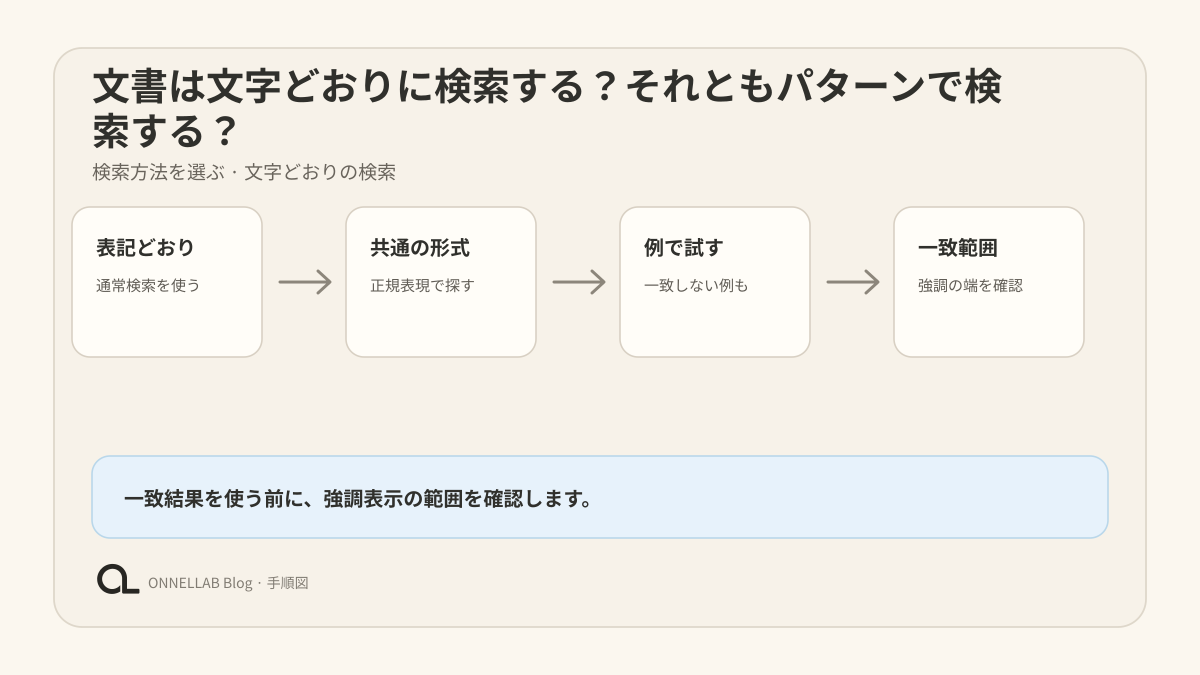 文書は文字どおりに検索する？それともパターンで検
索する？
検索方法を選ぶ · 文字どおりの検索
表記どおり
通常検索を使う
共通の形式
正規表現で探す
例で試す
一致しない例も
一致範囲
強調の端を確認
一致結果を使う前に、強調表示の範囲を確認します。
ONNELLAB Blog · 手順図